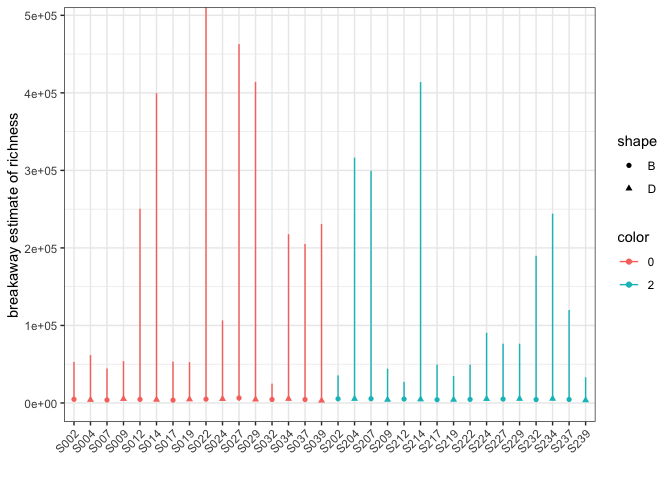 breakaway estimate of richness
5e+05
4e+05
3e+05
2e+05
1e+05
0e+00
S002
S004
S007
S009
S012
S014
S017
S019
S022
S024
S027
S029
S032
S034
S037
S039
S202
S204
S207
S209
S212
S214
S217
S219
S222
S224
S227
S229
S232
S234
S237
S239
shape
B
D
color
0
2